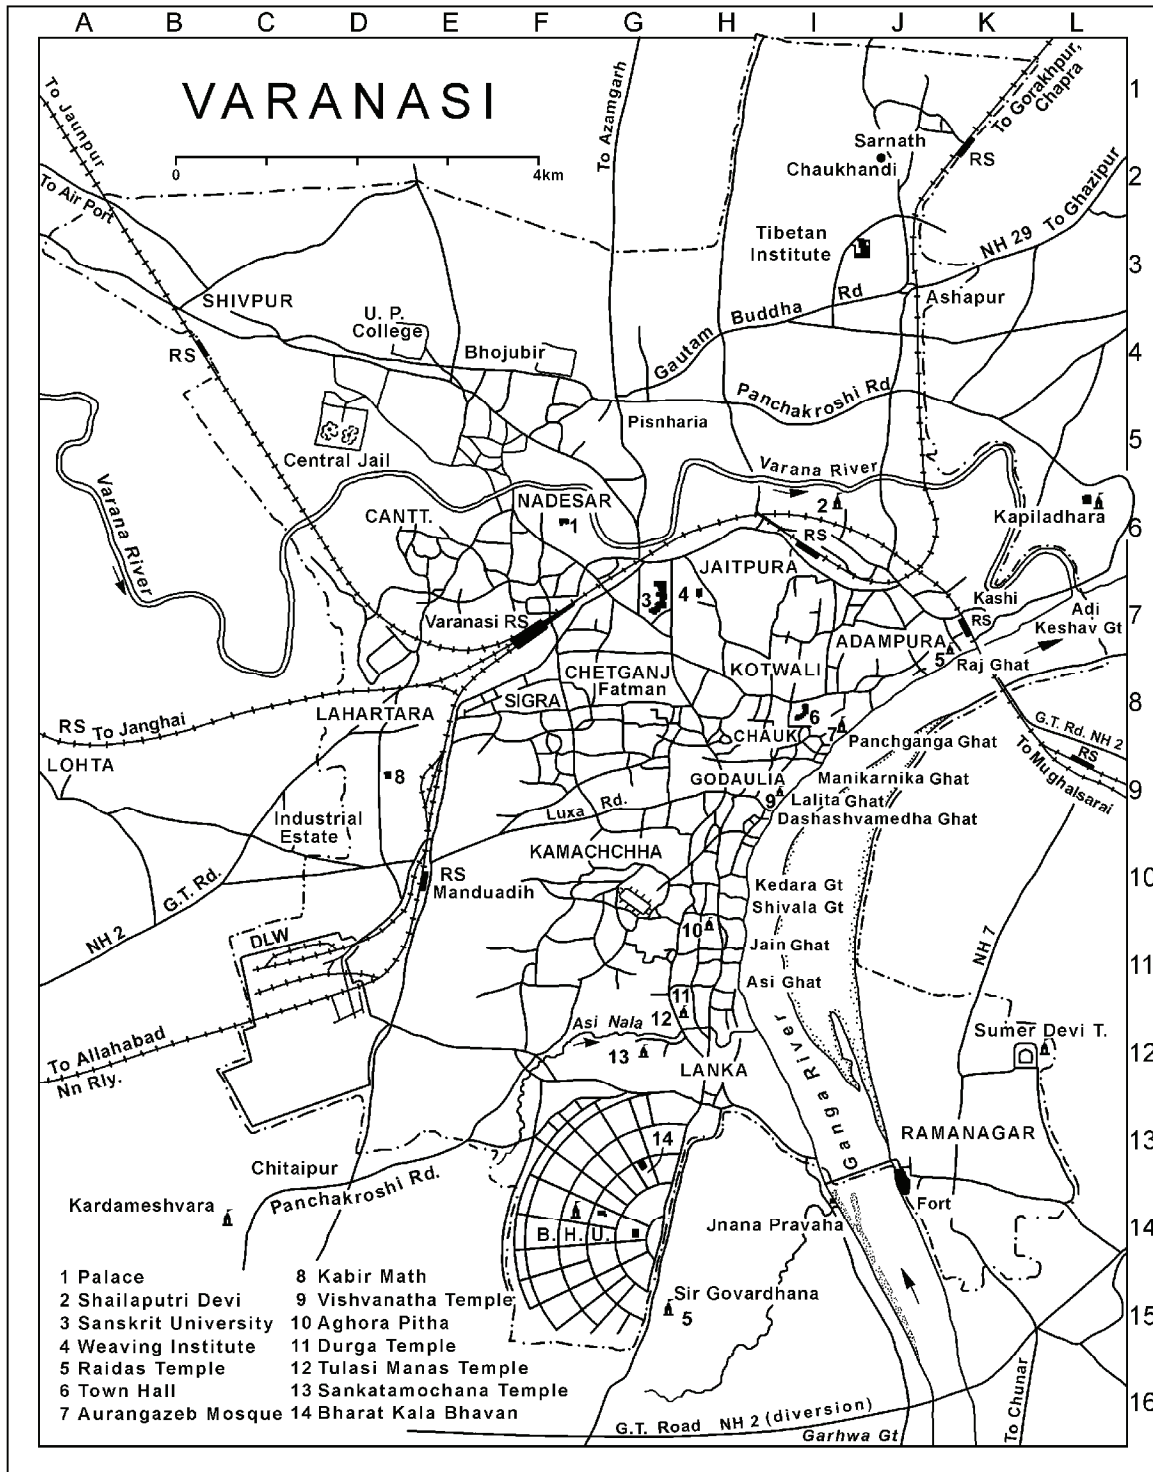 A B C D E F G H I J K L
1
2
3
4
5
6
7
8
9
10
11
12
13
14
15
16
VARANASI
0 4km
To Jaunpur
To Air Port
To Azamgarh
To Gorakhpur,
Chapra
Sarnath
Chaukhandi
RS
To Ghazipur
NH 29
Tibetan
Institute
Ashapur
SHIVPUR
U. P.
College
Bhojubir
RS
Gautam Buddha Rd
Panchakroshi Rd
Pisnharia
Central Jail
Varana River
Varana River
NADESAR
1
CANTT.
2
Kapiladhara
RS
JAITPURA
3
4
Kashi
RS
Adi
Keshav Gt
Varanasi RS
ADAMPURA
5
Raj Ghat
CHETGANJ
Fatman
KOTWALI
SIGRA
LAHARTARA
RS To Janghai
6
CHAUK
7
Panchganga Ghat
G.T. Rd. NH 2
RS
To Mughalsarai
LOHTA
8
GODAULIA
Manikarnika Ghat
9
Lalita Ghat
Dashashvamedha Ghat
Luxa Rd.
Industrial
Estate
KAMACHCHHA
RS
Manduadih
Kedara Gt
Shivala Gt
G.T. Rd.
NH 2
DLW
10
Jain Ghat
Asi Ghat
NH 7
11
12
Asi Nala
13
LANKA
Sumer Devi T.
To Allahabad
Nn Rly.
Ganga River
RAMANAGAR
14
Chitaipur
Panchakroshi Rd.
Kardameshvara
B. H. U.
Jnana Pravaha
Fort
Sir Govardhana
5
1 Palace
2 Shailaputri Devi
3 Sanskrit University
4 Weaving Institute
5 Raidas Temple
6 Town Hall
7 Aurangazeb Mosque
8 Kabir Math
9 Vishvanatha Temple
10 Aghora Pitha
11 Durga Temple
12 Tulasi Manas Temple
13 Sankatamochana Temple
14 Bharat Kala Bhavan
G.T. Road NH 2 (diversion)
Garhwa Gt
To Chunar